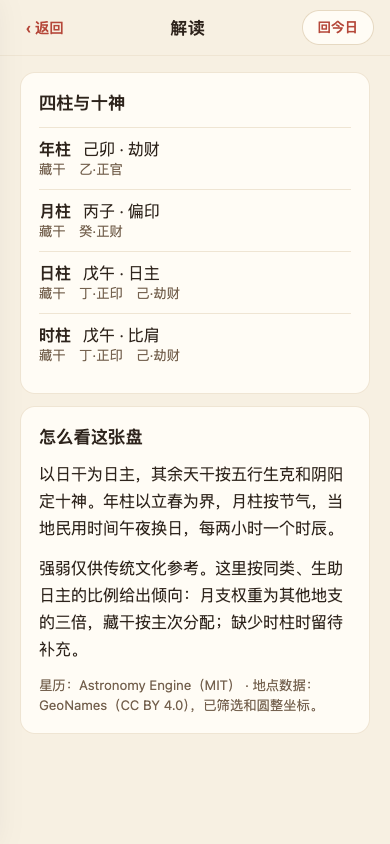 ‹ 返回
解读
回今日
四柱与十神
年柱 己卯 · 劫财
藏干 乙·正官
月柱 丙子 · 偏印
藏干 癸·正财
日柱 戊午 · 日主
藏干 丁·正印 己·劫财
时柱 戊午 · 比肩
藏干 丁·正印 己·劫财
怎么看这张盘
以日干为日主，其余天干按五行生克和阴阳
定十神。年柱以立春为界，月柱按节气，当
地民用时间午夜换日，每两小时一个时辰。
强弱仅供传统文化参考。这里按同类、生助
日主的比例给出倾向：月支权重为其他地支
的三倍，藏干按主次分配；缺少时柱时留待
补充。
星历：Astronomy Engine（MIT） · 地点数据：
GeoNames（CC BY 4.0），已筛选和圆整坐标。